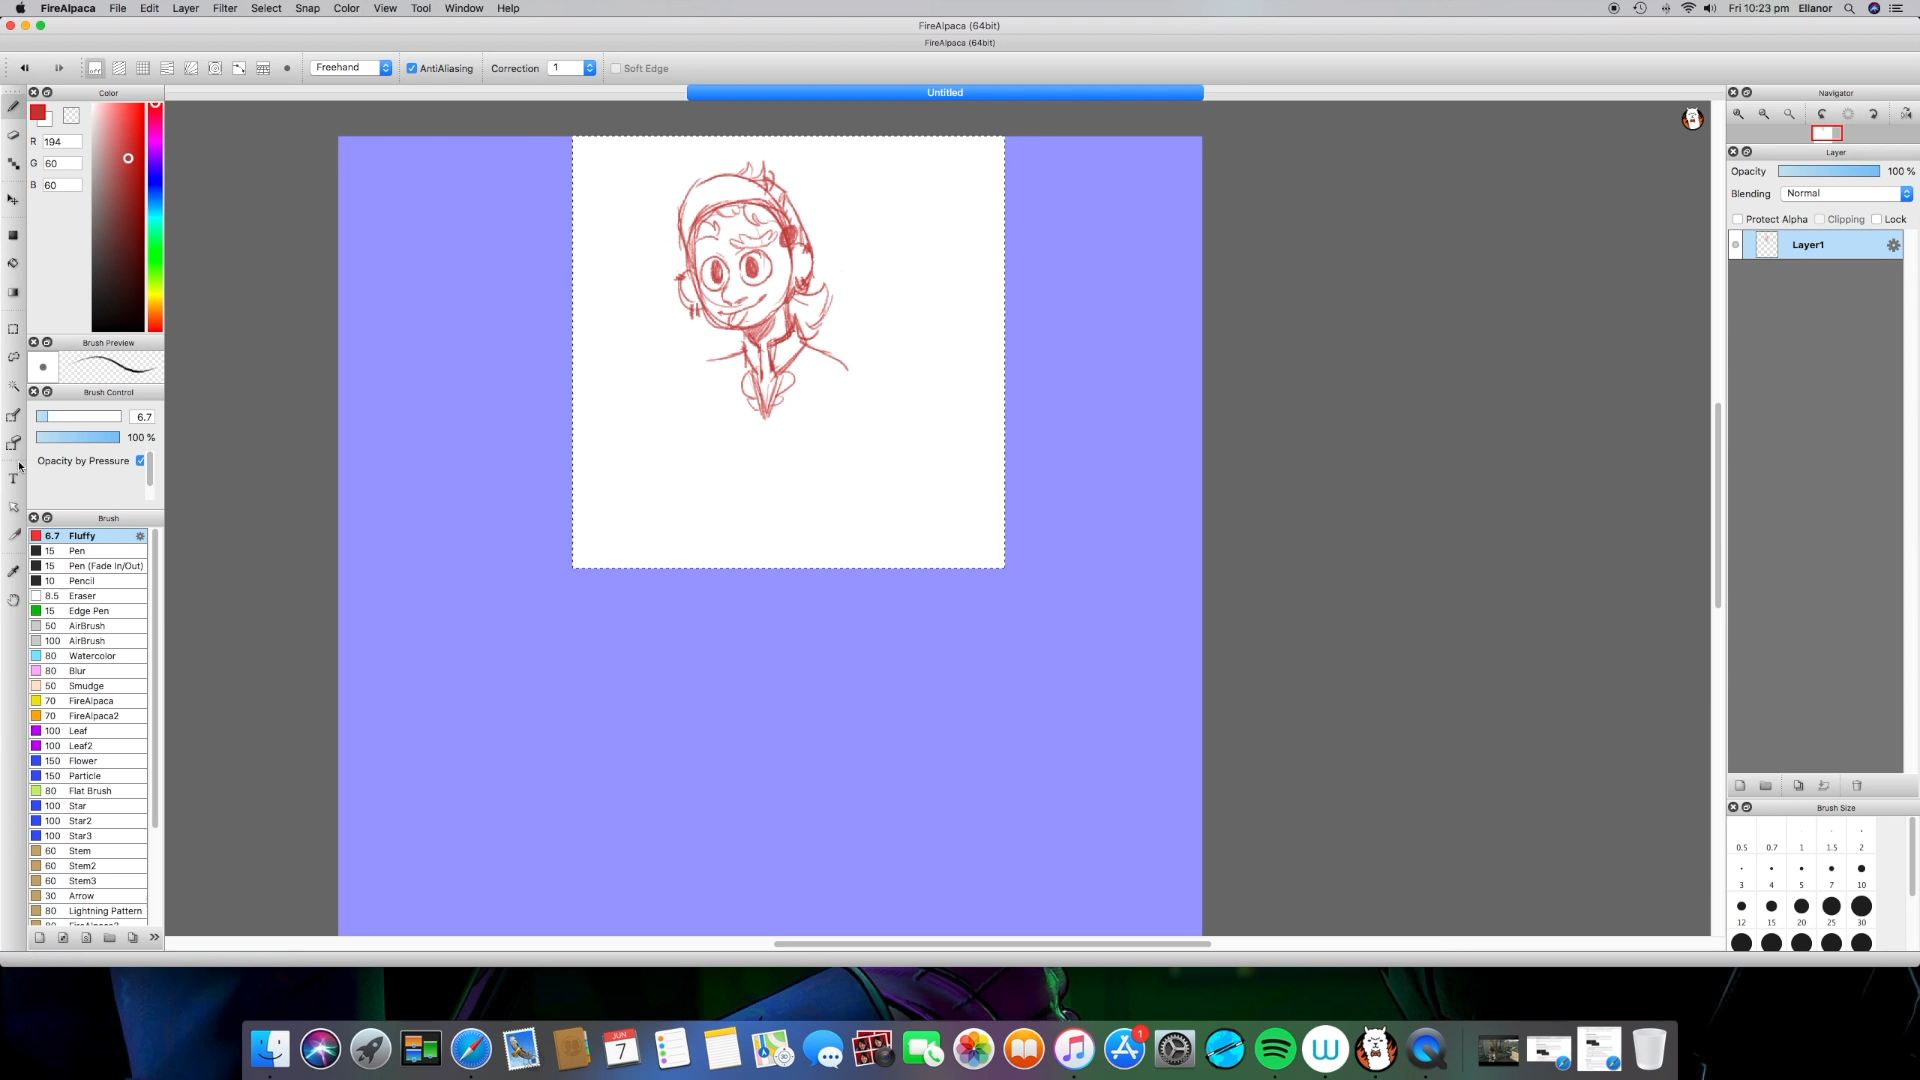 FireAlpaca File Edit Layer Filter Select Snap Color View Tool Window Help Fri 10:23 pm Ellanor
FireAlpaca (64bit)
FireAlpaca (64bit)
off Freehand AntiAliasing Correction 1 Soft Edge
Color Untitled Navigator
R 194
G 60
B 60
Layer
Opacity 100 %
Blending Normal
Protect Alpha Clipping Lock
Layer1
Brush Preview
Brush Control
6.7
100 %
Opacity by Pressure
T
Brush
6.7 Fluffy
15 Pen
15 Pen (Fade In/Out)
10 Pencil
8.5 Eraser
15 Edge Pen
50 AirBrush
100 AirBrush
80 Watercolor
80 Blur
50 Smudge
70 FireAlpaca
70 FireAlpaca2
100 Leaf
100 Leaf2
150 Flower
150 Particle
80 Flat Brush
100 Star
100 Star2
100 Star3
60 Stem
60 Stem2
60 Stem3
30 Arrow
80 Lightning Pattern
Brush Size
0.5 0.7 1 1.5 2
3 4 5 7 10
12 15 20 25 30
JUN
7
1